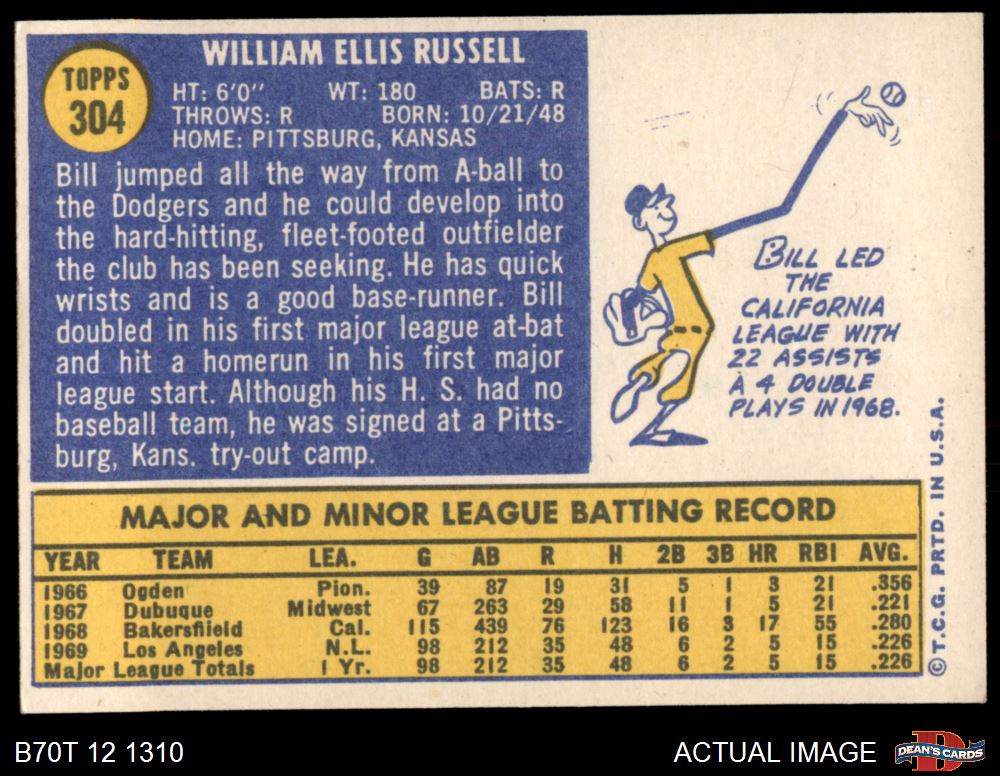 TOPPS
304
WILLIAM ELLIS RUSSELL
HT: 6'0" WT: 180 BATS: R
THROWS: R BORN: 10/21/48
HOME: PITTSBURG, KANSAS
Bill jumped all the way from A-ball to
the Dodgers and he could develop into
the hard-hitting, fleet-footed outfielder
the club has been seeking. He has quick
wrists and is a good base-runner. Bill
doubled in his first major league at-bat
and hit a homerun in his first major
league start. Although his H. S. had no
baseball team, he was signed at a Pitts-
burg, Kans. try-out camp.
BILL LED
THE
CALIFORNIA
LEAGUE WITH
22 ASSISTS
& 4 DOUBLE
PLAYS IN 1968.
MAJOR AND MINOR LEAGUE BATTING RECORD
YEAR TEAM LEA. G AB R H 2B 3B HR RBI AVG.
1966 Ogden Pion. 39 87 19 31 5 1 3 21 .356
1967 Dubuque Midwest 67 263 29 58 11 1 5 21 .221
1968 Bakersfiield Cal. 115 439 76 123 16 3 17 55 .280
1969 Los Angeles N.L. 98 212 35 48 6 2 5 15 .226
Major League Totals 1 Yr. 98 212 35 48 6 2 5 15 .226
© T.C.G. PRTD. IN U.S.A.
B70T 12 1310
ACTUAL IMAGE
D
DEAN'S CARDS